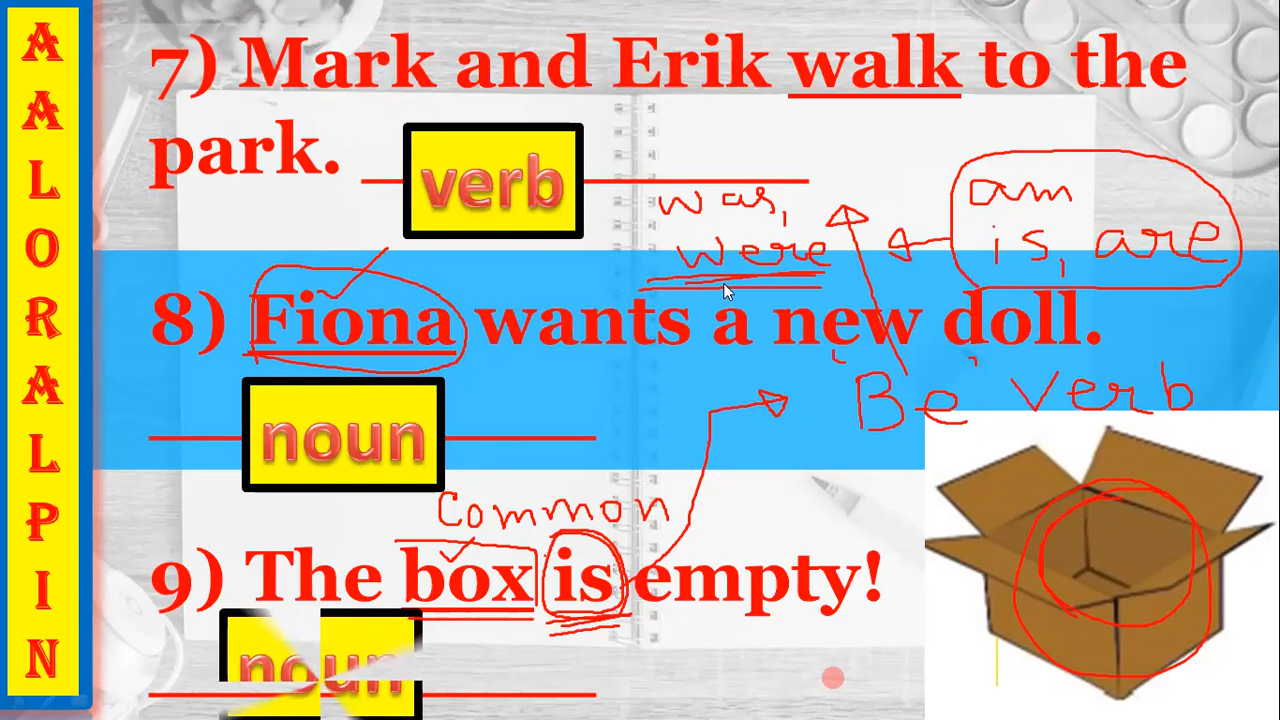 AALORALPIN
7) Mark and Erik walk to the
park.
verb
was,
were
am
is, are
8) Fiona wants a new doll.
'Be' verb
noun
Common
9) The box is empty!
noun